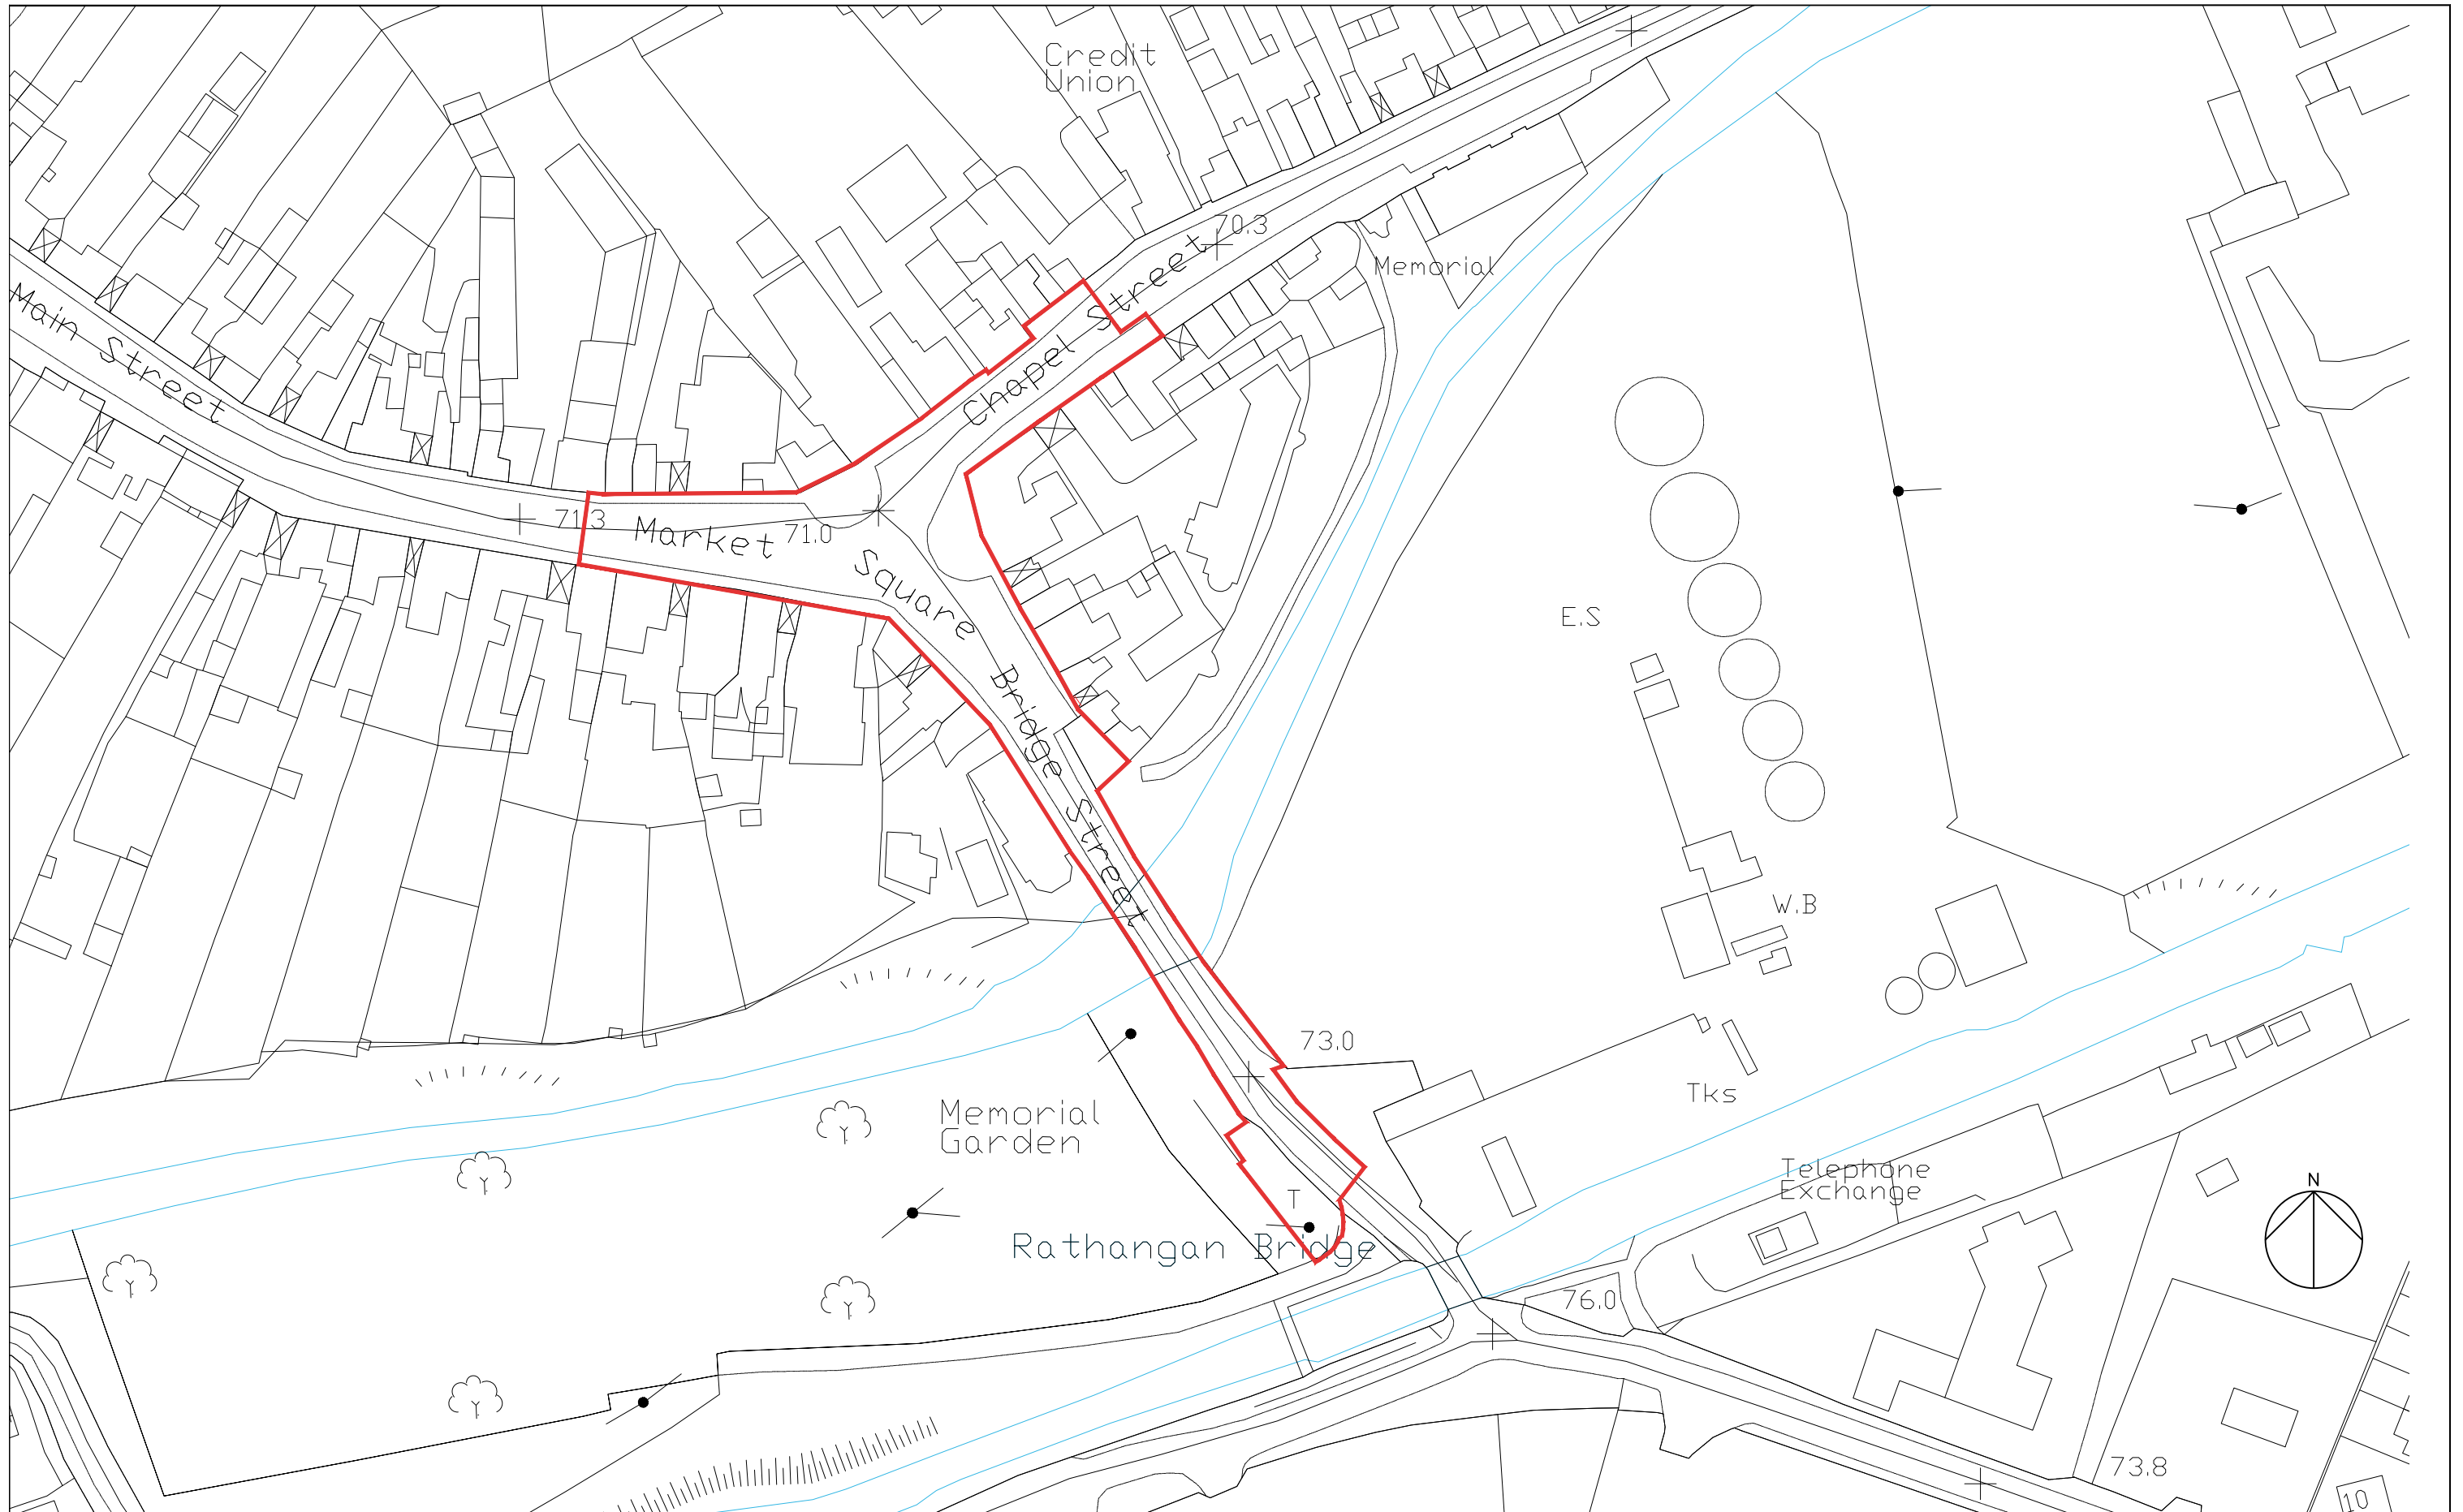 Credit
Union
70.3
Chapel Street
Memorial
Main Street
71.3
Market
71.0
Square
E.S
Bridge Street
W.B
73.0
Tks
Memorial
Garden
Telephone
Exchange
N
T
Rathangan Bridge
76.0
73.8
10